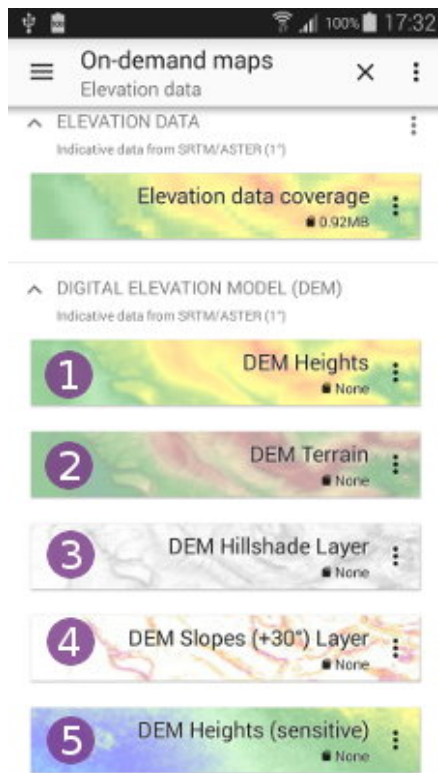 100% 17:32
On-demand maps
Elevation data
ELEVATION DATA
Indicative data from SRTM/ASTER (1")
Elevation data coverage
0.92MB
DIGITAL ELEVATION MODEL (DEM)
Indicative data from SRTM/ASTER (1")
1 DEM Heights
None
2 DEM Terrain
None
3 DEM Hillshade Layer
None
4 DEM Slopes (+30°) Layer
None
5 DEM Heights (sensitive)
None